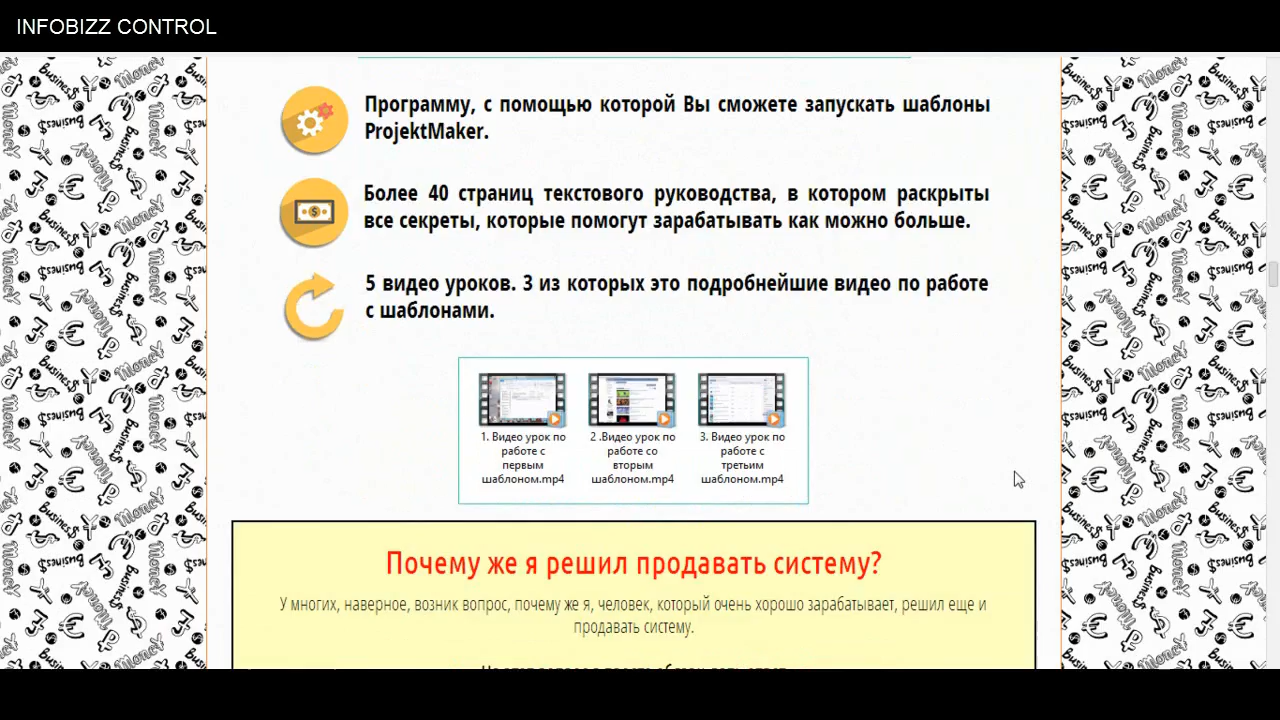 INFOBIZZ CONTROL
Программу, с помощью которой Вы сможете запускать шаблоны
ProjektMaker.
Более 40 страниц текстового руководства, в котором раскрыты
все секреты, которые помогут зарабатывать как можно больше.
5 видео уроков. 3 из которых это подробнейшие видео по работе
с шаблонами.
1. Видео урок по
работе с
первым
шаблоном.mp4
2 .Видео урок по
работе со
вторым
шаблоном.mp4
3. Видео урок по
работе с
третьим
шаблоном.mp4
Почему же я решил продавать систему?
У многих, наверное, возник вопрос, почему же я, человек, который очень хорошо зарабатывает, решил еще и
продавать систему.